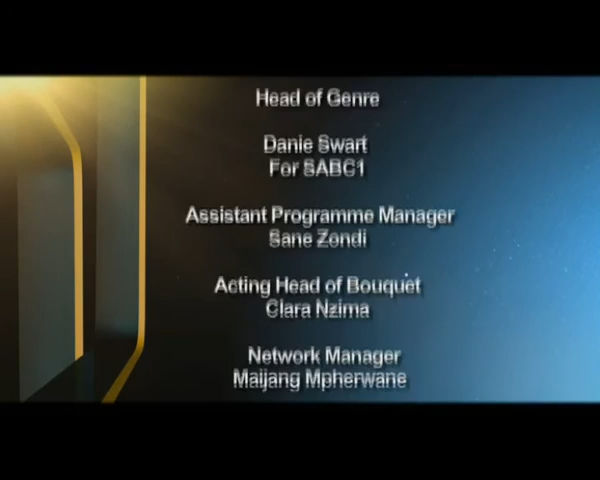 Head of Genre
Danie Swart
For SABC1
Assistant Programme Manager
Sane Zondi
Acting Head of Bouquet
Clara Nzima
Network Manager
Maijang Mpherwane